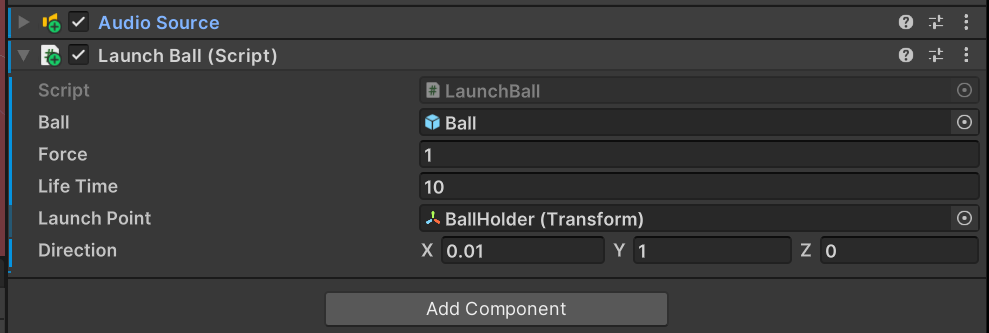 Audio Source
Launch Ball (Script)
Script LaunchBall
Ball Ball
Force 1
Life Time 10
Launch Point BallHolder (Transform)
Direction X 0.01 Y 1 Z 0
Add Component